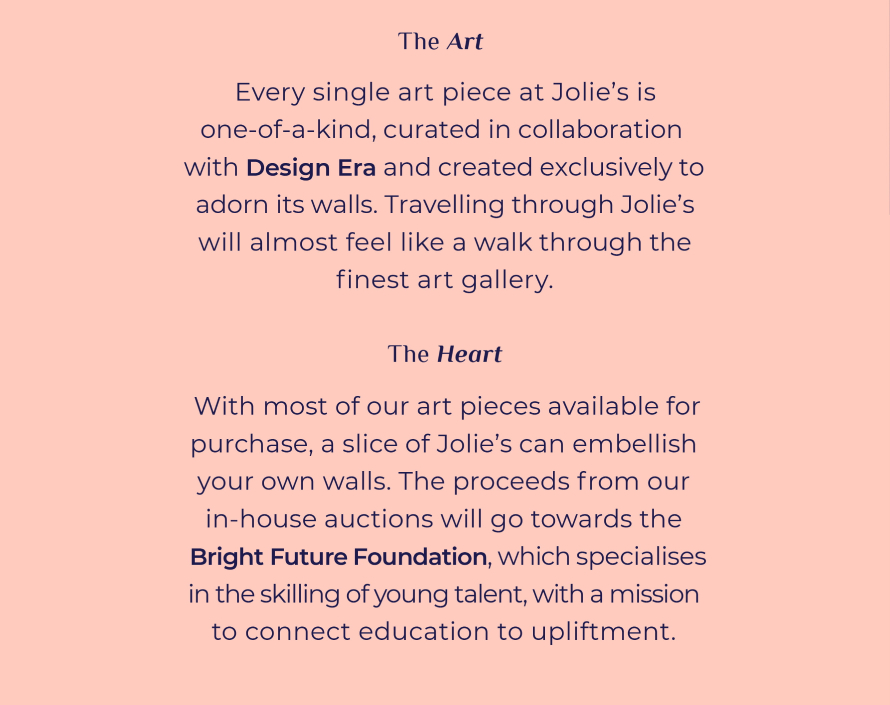 The Art
Every single art piece at Jolie’s is
one-of-a-kind, curated in collaboration
with Design Era and created exclusively to
adorn its walls. Travelling through Jolie’s
will almost feel like a walk through the
finest art gallery.
The Heart
With most of our art pieces available for
purchase, a slice of Jolie’s can embellish
your own walls. The proceeds from our
in-house auctions will go towards the
Bright Future Foundation, which specialises
in the skilling of young talent, with a mission
to connect education to upliftment.